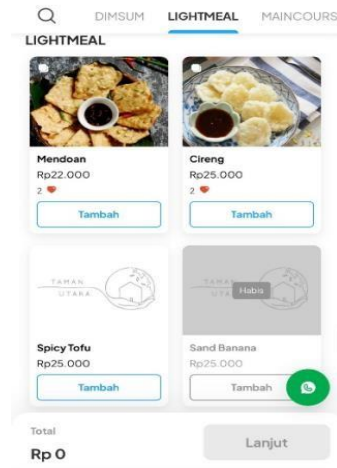 DIMSUM LIGHTMEAL MAINCOURS
LIGHTMEAL
Mendoan
Rp22.000
2
Tambah
Cireng
Rp25.000
2
Tambah
TAMAN
UTARA
Spicy Tofu
Rp25.000
Tambah
TAMAN
UTARA
Habis
Sand Banana
Rp25.000
Tambah
Total
Rp 0
Lanjut